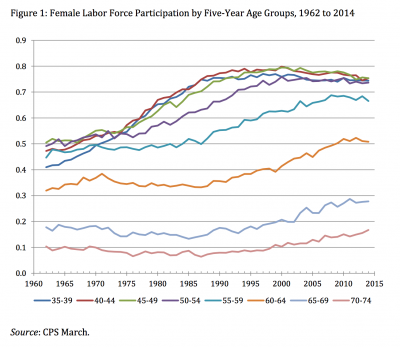 Figure 1: Female Labor Force Participation by Five-Year Age Groups, 1962 to 2014
0.9
0.8
0.7
0.6
0.5
0.4
0.3
0.2
0.1
0.0
1960 1965 1970 1975 1980 1985 1990 1995 2000 2005 2010 2015
35-39 40-44 45-49 50-54 55-59 60-64 65-69 70-74
Source: CPS March.